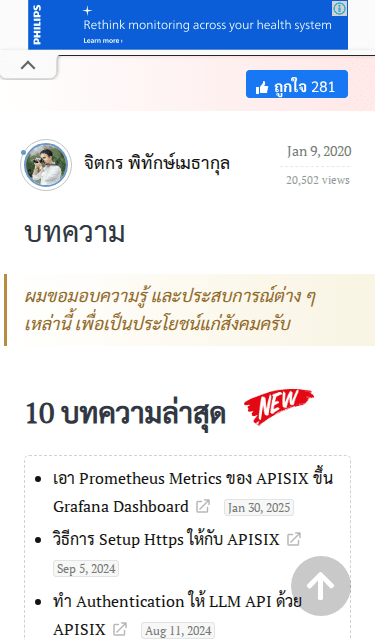 PHILIPS
Rethink monitoring across your health system
Learn more ›
ถูกใจ 281
จิตกร พิทักษ์เมธากุล
Jan 9, 2020
20,502 views
บทความ
ผมขอมอบความรู้ และประสบการณ์ต่าง ๆ
เหล่านี้ เพื่อเป็นประโยชน์แก่สังคมครับ
10 บทความล่าสุด NEW
เอา Prometheus Metrics ของ APISIX ขึ้น
Grafana Dashboard Jan 30, 2025
วิธีการ Setup Https ให้กับ APISIX
Sep 5, 2024
ทำ Authentication ให้ LLM API ด้วย
APISIX Aug 11, 2024